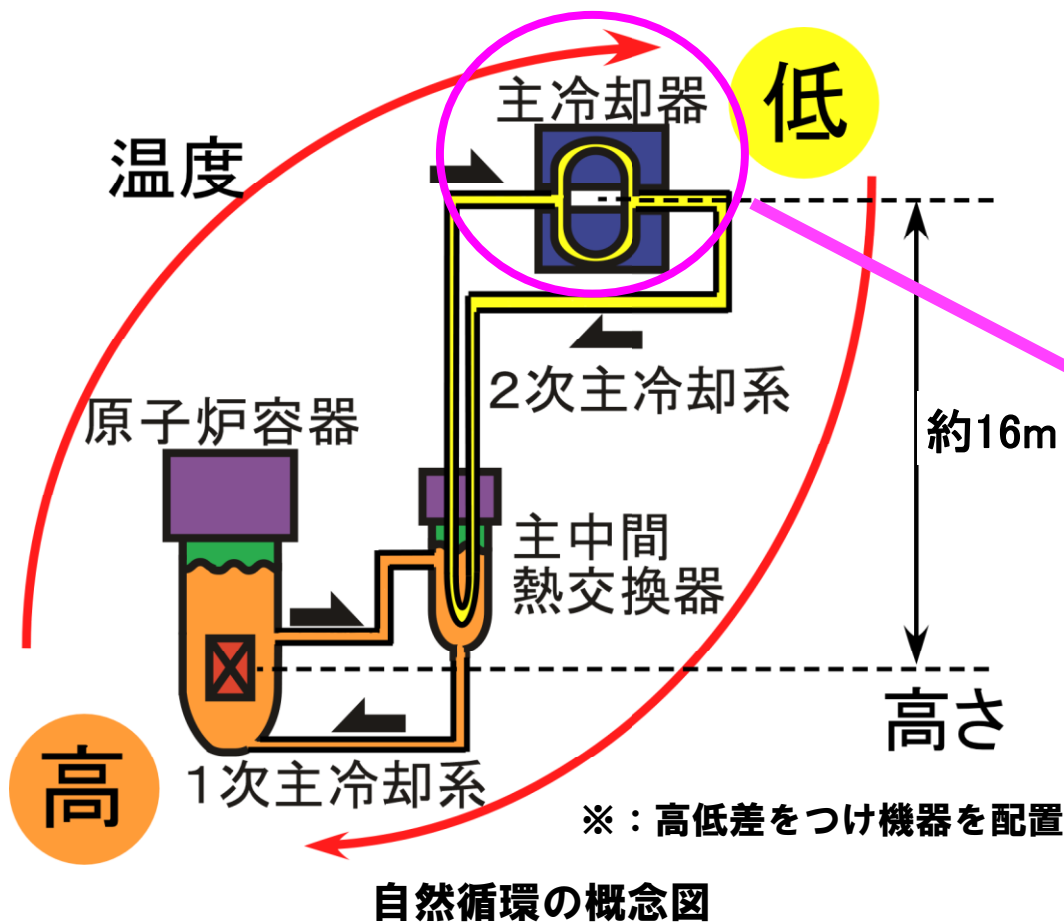 主冷却器
低
温度
2次主冷却系
原子炉容器
約16m
主中間
熱交換器
高さ
高
1次主冷却系
※：高低差をつけ機器を配置
自然循環の概念図